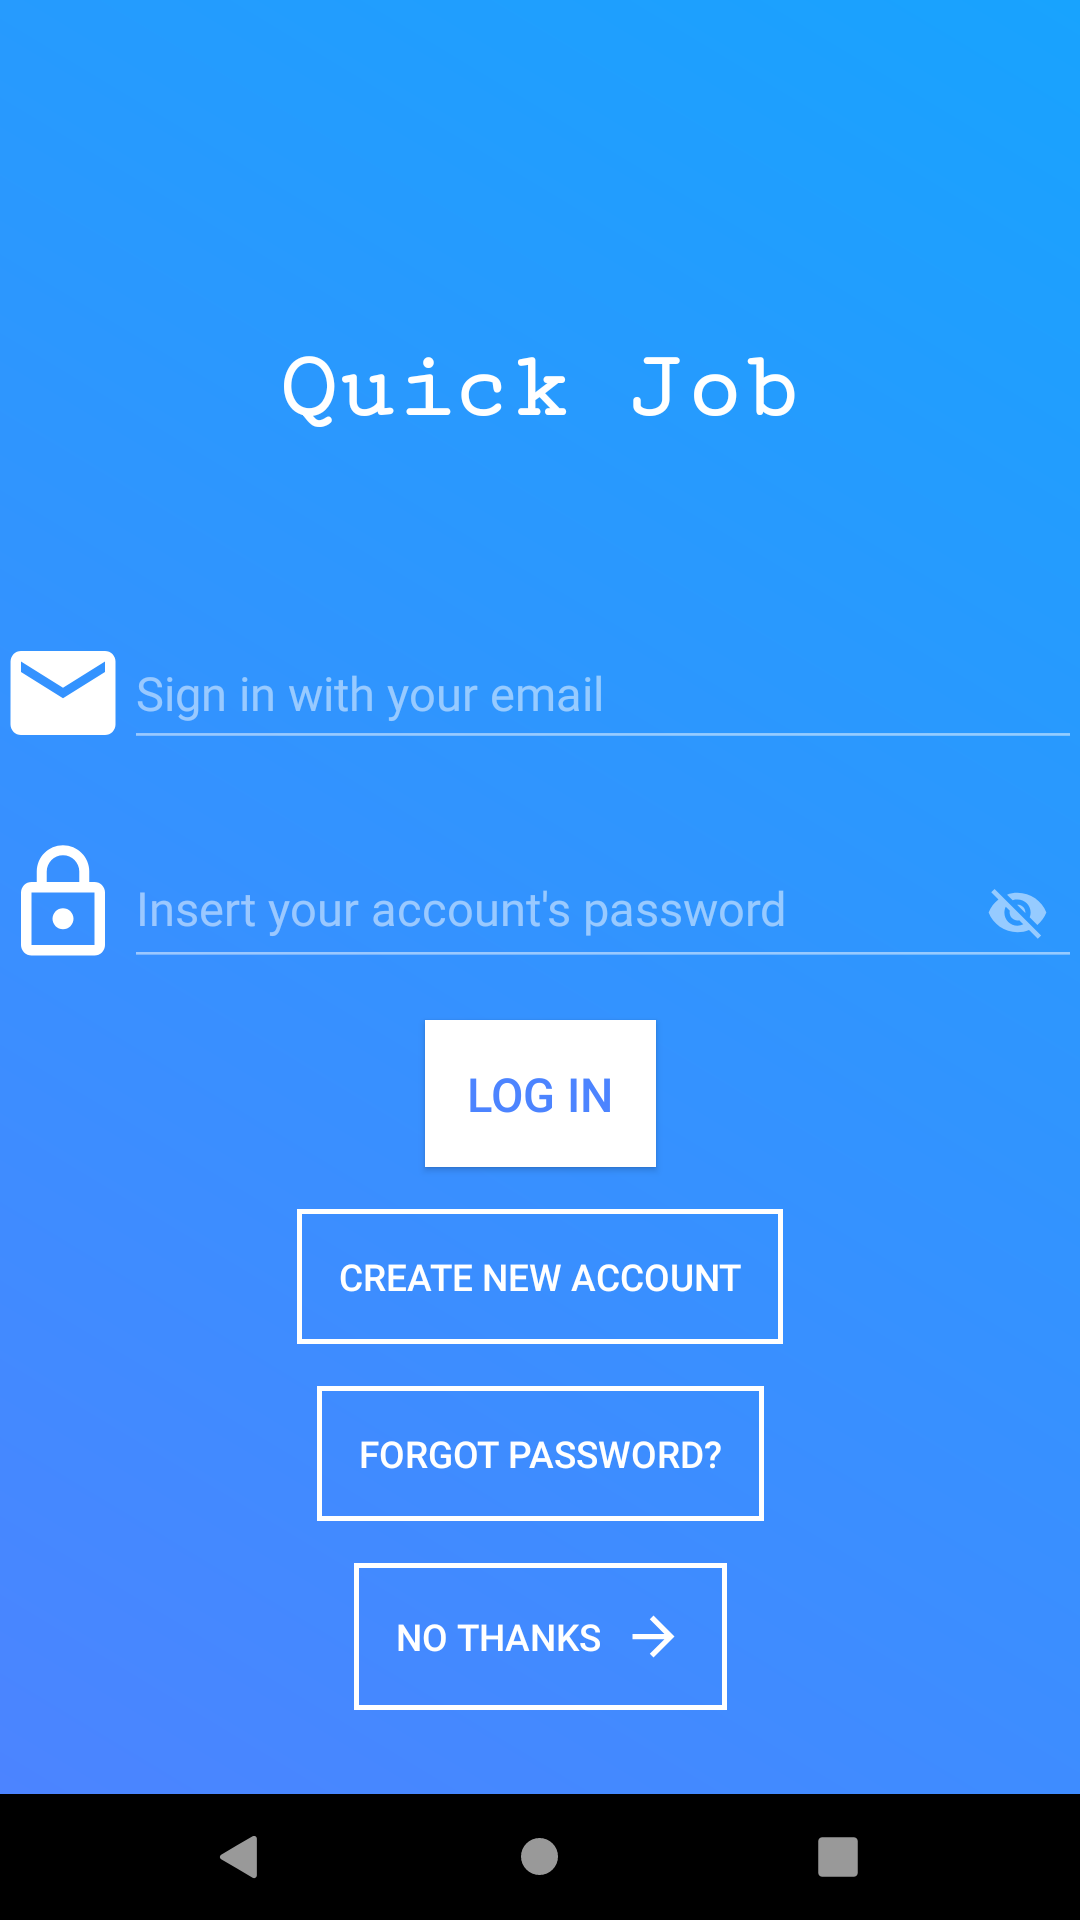 Quick Job
Sign in with your email
Insert your account's password
LOG IN
CREATE NEW ACCOUNT
FORGOT PASSWORD?
NO THANKS